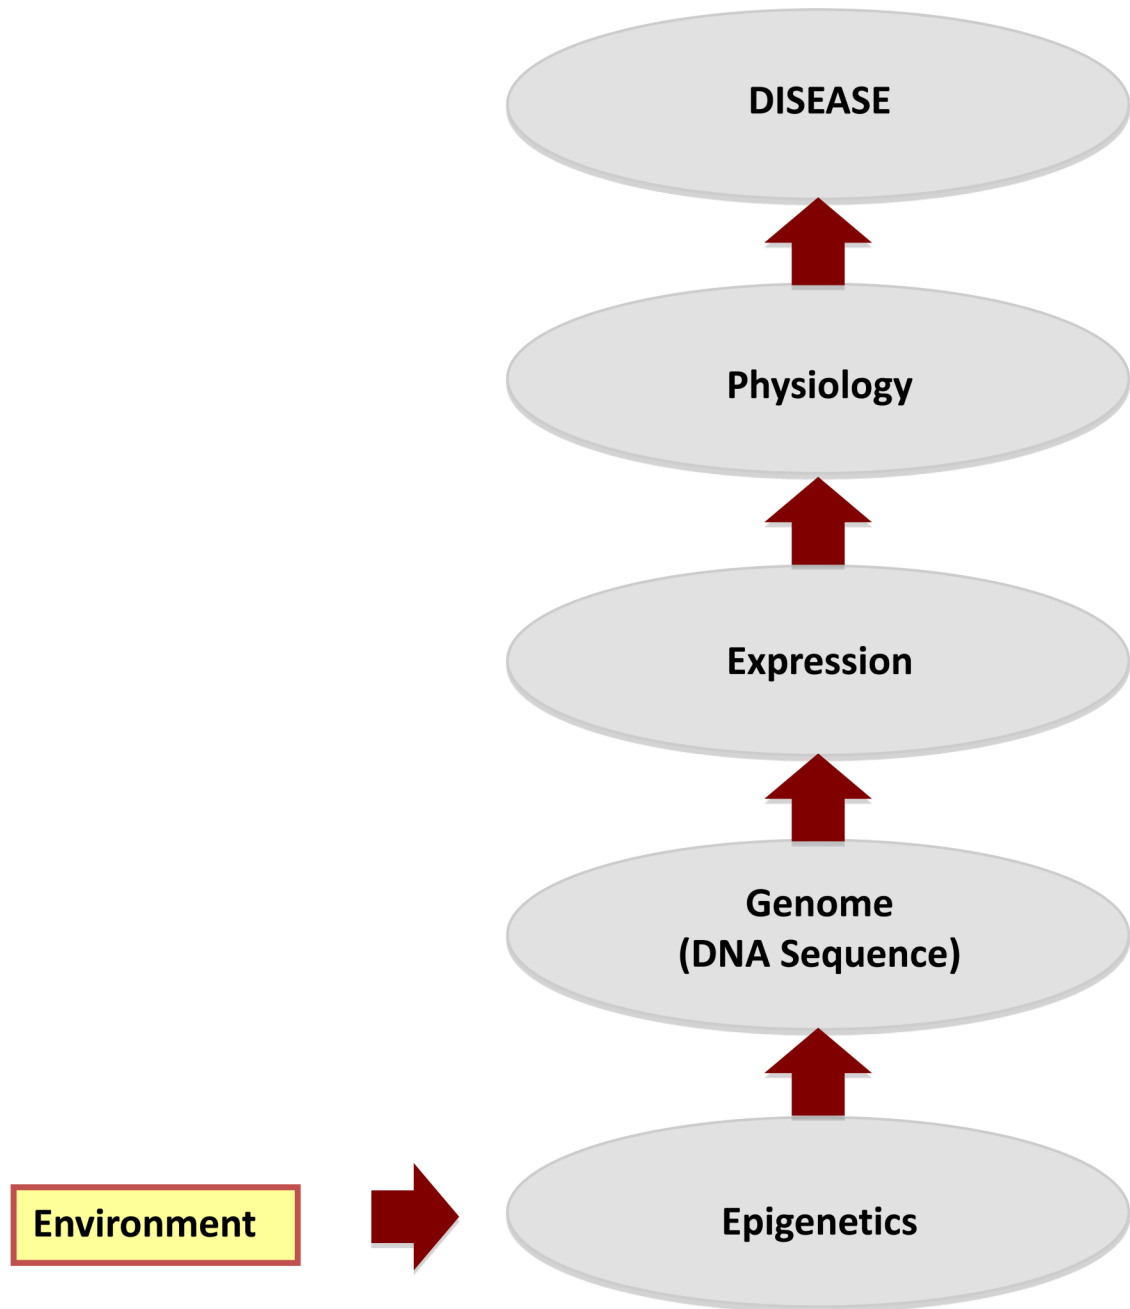 DISEASE
Physiology
Expression
Genome
(DNA Sequence)
Environment
Epigenetics